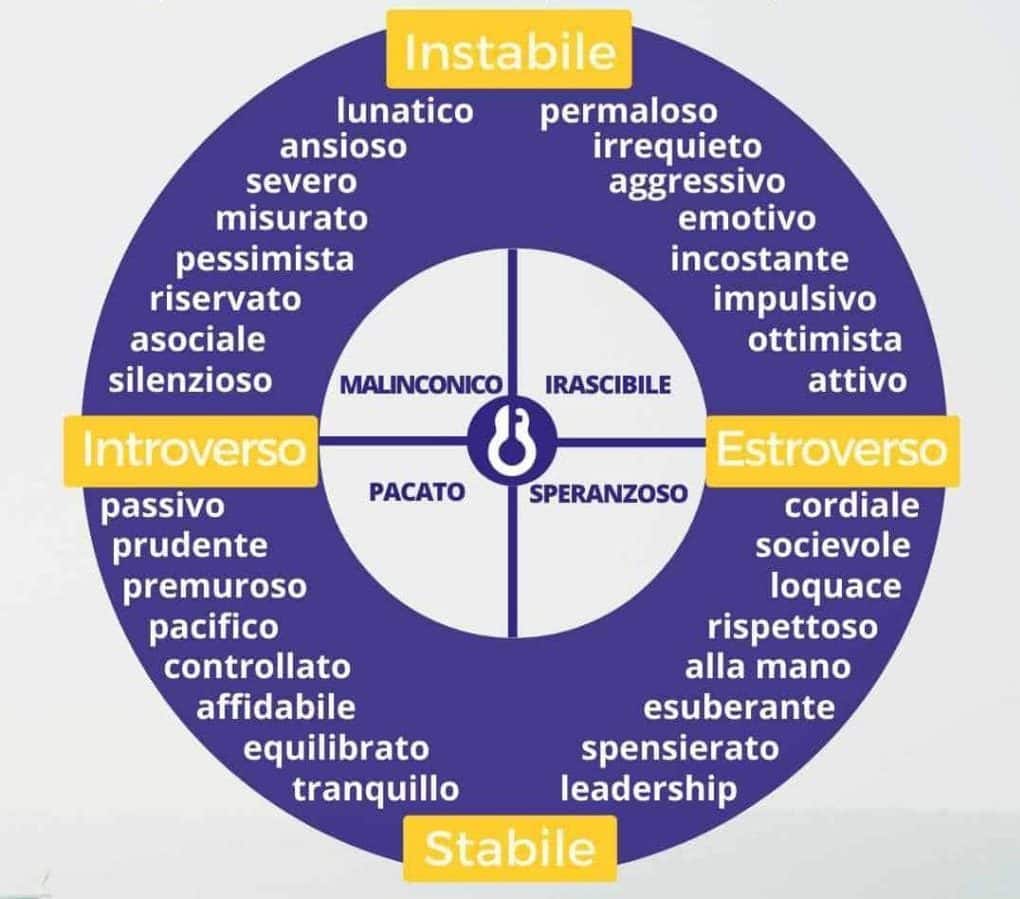 Instabile
lunatico permaloso
ansioso irrequieto
severo aggressivo
misurato emotivo
pessimista incostante
riservato impulsivo
asociale ottimista
silenzioso attivo
MALINCONICO IRASCIBILE
Introverso Estroverso
PACATO SPERANZOSO
passivo cordiale
prudente socievole
premuroso loquace
pacifico rispettoso
controllato alla mano
affidabile esuberante
equilibrato spensierato
tranquillo leadership
Stabile